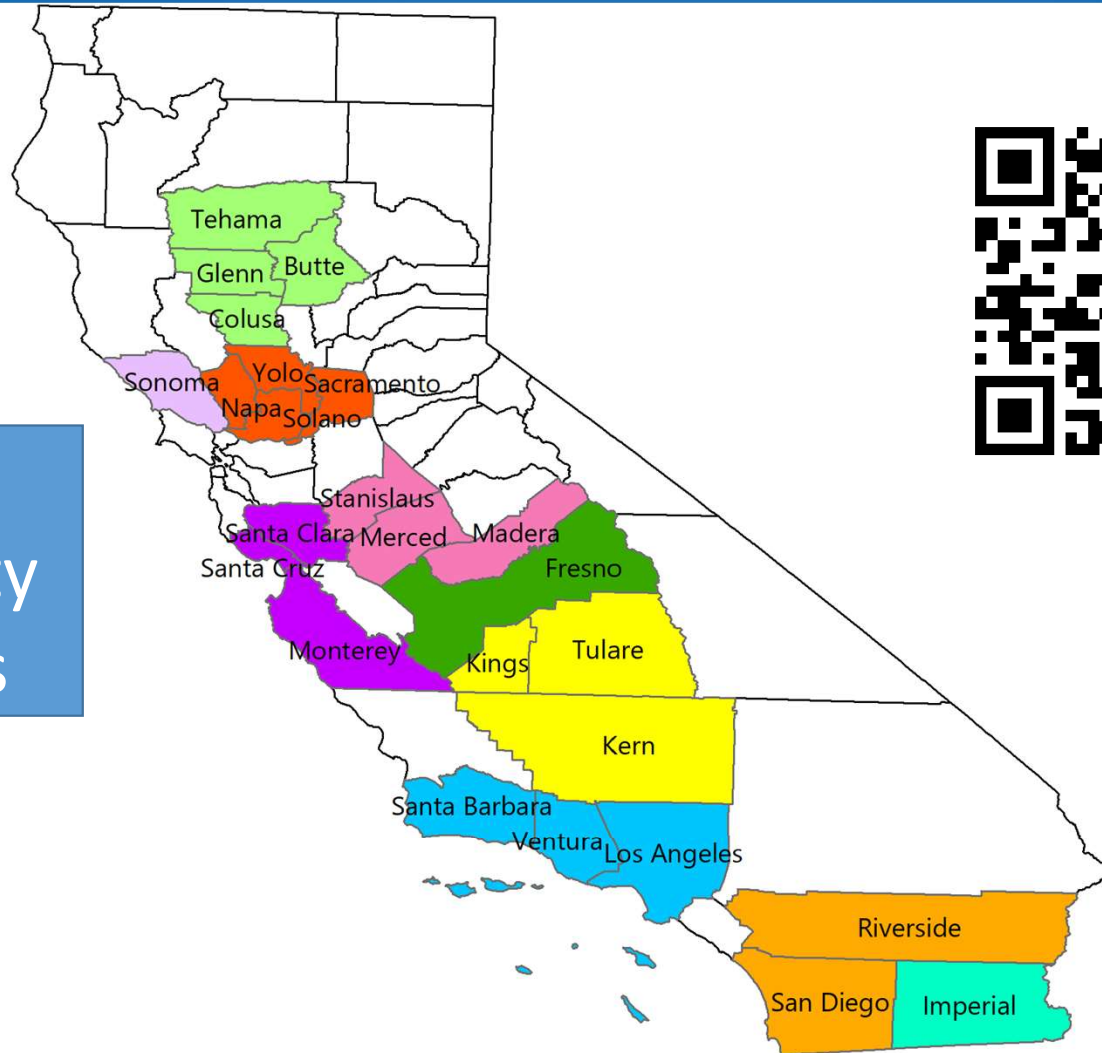 Tehama
Glenn
Butte
Colusa
Sonoma
Yolo
Sacramento
Napa
Solano
Stanislaus
Santa Clara
Merced
Madera
Santa Cruz
Fresno
Monterey
Kings
Tulare
Kern
Santa Barbara
Ventura
Los Angeles
Riverside
San Diego
Imperial